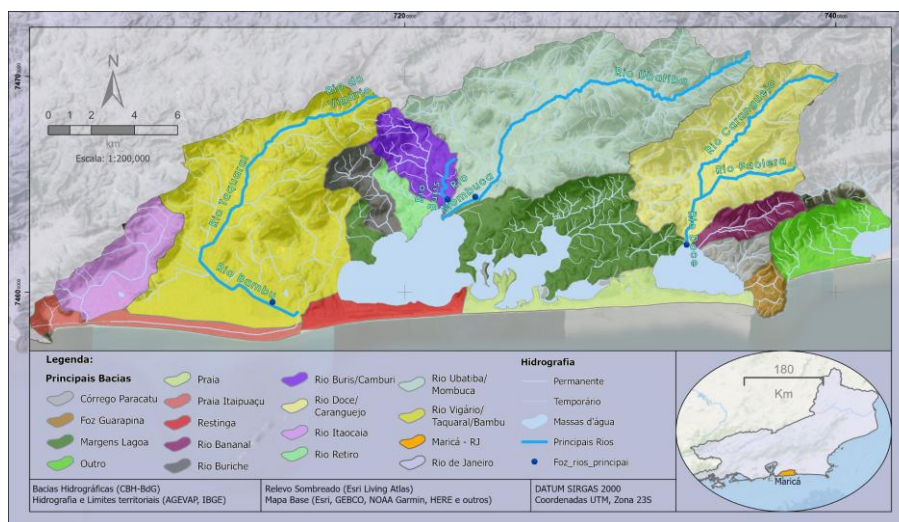 720000
740000
7470000
7460000
N
0 1 2 4 6
km
Escala: 1:200,000
Rio do Vigário
Rio Taquaral
Rio Bambu
Rio Buris
Rio Mombuca
Rio Ubatiba
Rio Caranguejo
Rio Padera
Rio Doce
Legenda:
Principais Bacias
Córrego Paracatu
Foz Guarapina
Margens Lagoa
Outro
Praia
Praia Itaipuaçu
Restinga
Rio Bananal
Rio Buriche
Rio Buris/Camburi
Rio Doce/
Caranguejo
Rio Itaocaia
Rio Retiro
Rio Ubatiba/
Mombuca
Rio Vigário/
Taquaral/Bambu
Maricá - RJ
Rio de Janeiro
Hidrografia
Permanente
Temporário
Massas d'água
Principais Rios
Foz_rios_principai
180
Km
Maricá
Bacias Hidrográficas (CBH-BdG)
Hidrografia e Limites territoriais (AGEVAP, IBGE)
Relevo Sombreado (Esri Living Atlas)
Mapa Base (Esri, GEBCO, NOAA Garmin, HERE e outros)
DATUM SIRGAS 2000
Coordenadas UTM, Zona 23S